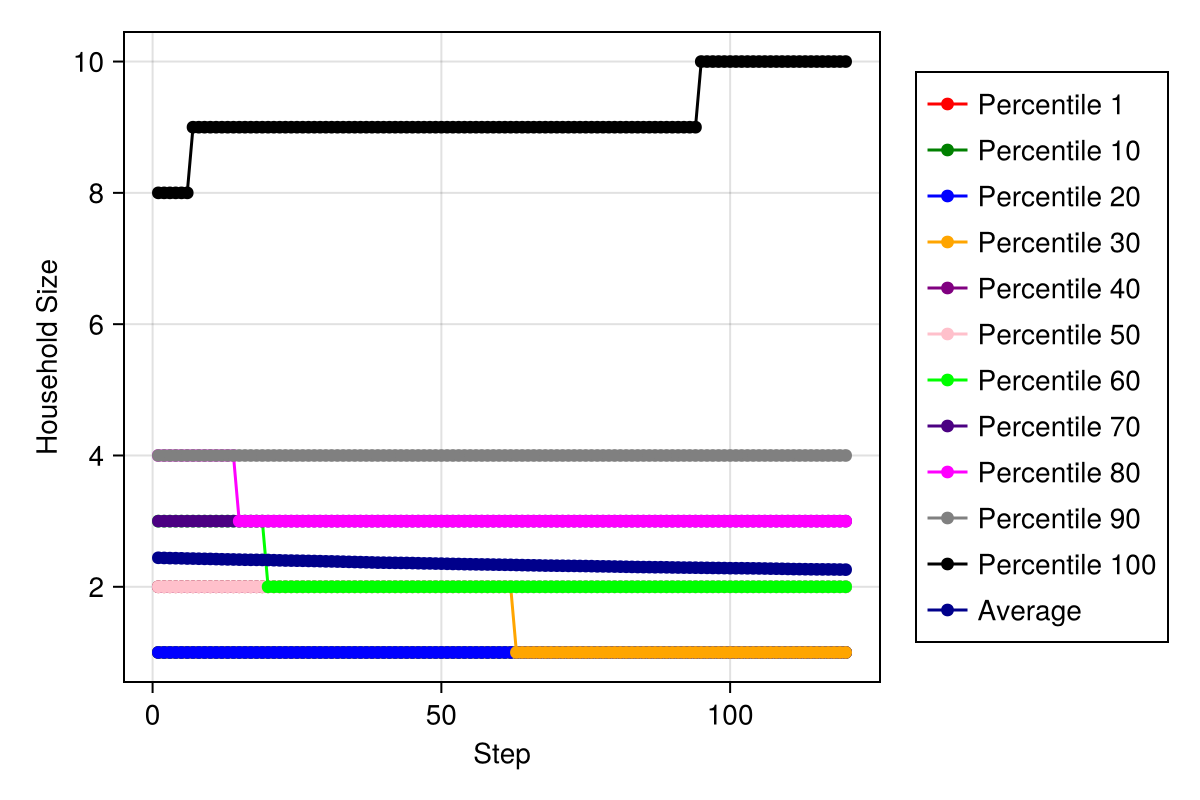 10
8
6
4
2
Household Size
0
50
100
Step
Percentile 1
Percentile 10
Percentile 20
Percentile 30
Percentile 40
Percentile 50
Percentile 60
Percentile 70
Percentile 80
Percentile 90
Percentile 100
Average